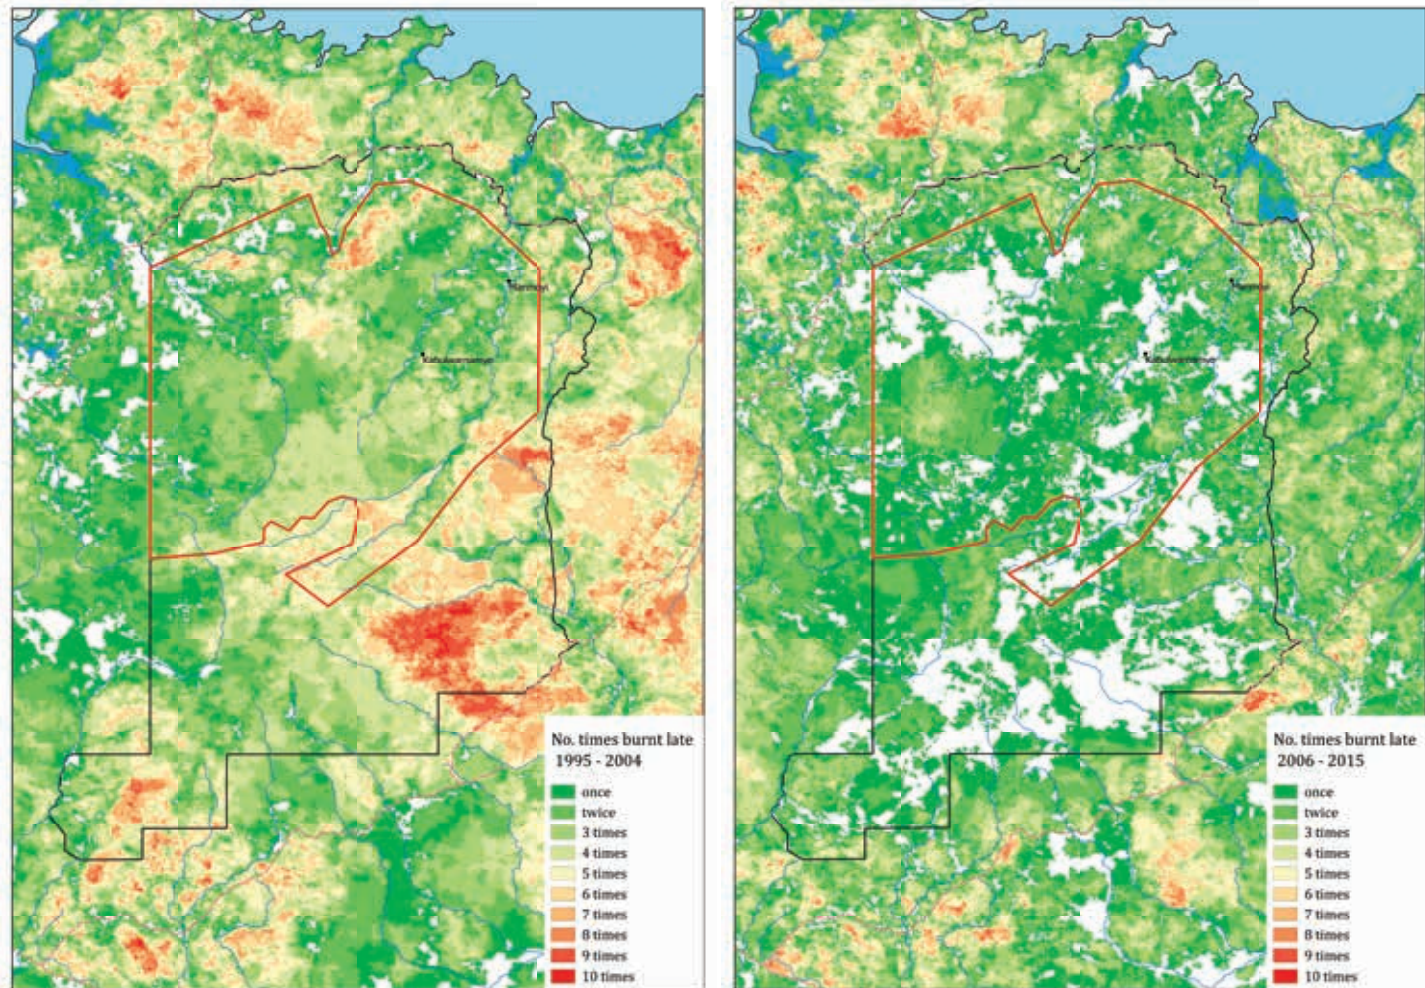 Kabulwarnamyo
No. times burnt late
1995 - 2004
once
twice
3 times
4 times
5 times
6 times
7 times
8 times
9 times
10 times
No. times burnt late
2006 - 2015
once
twice
3 times
4 times
5 times
6 times
7 times
8 times
9 times
10 times